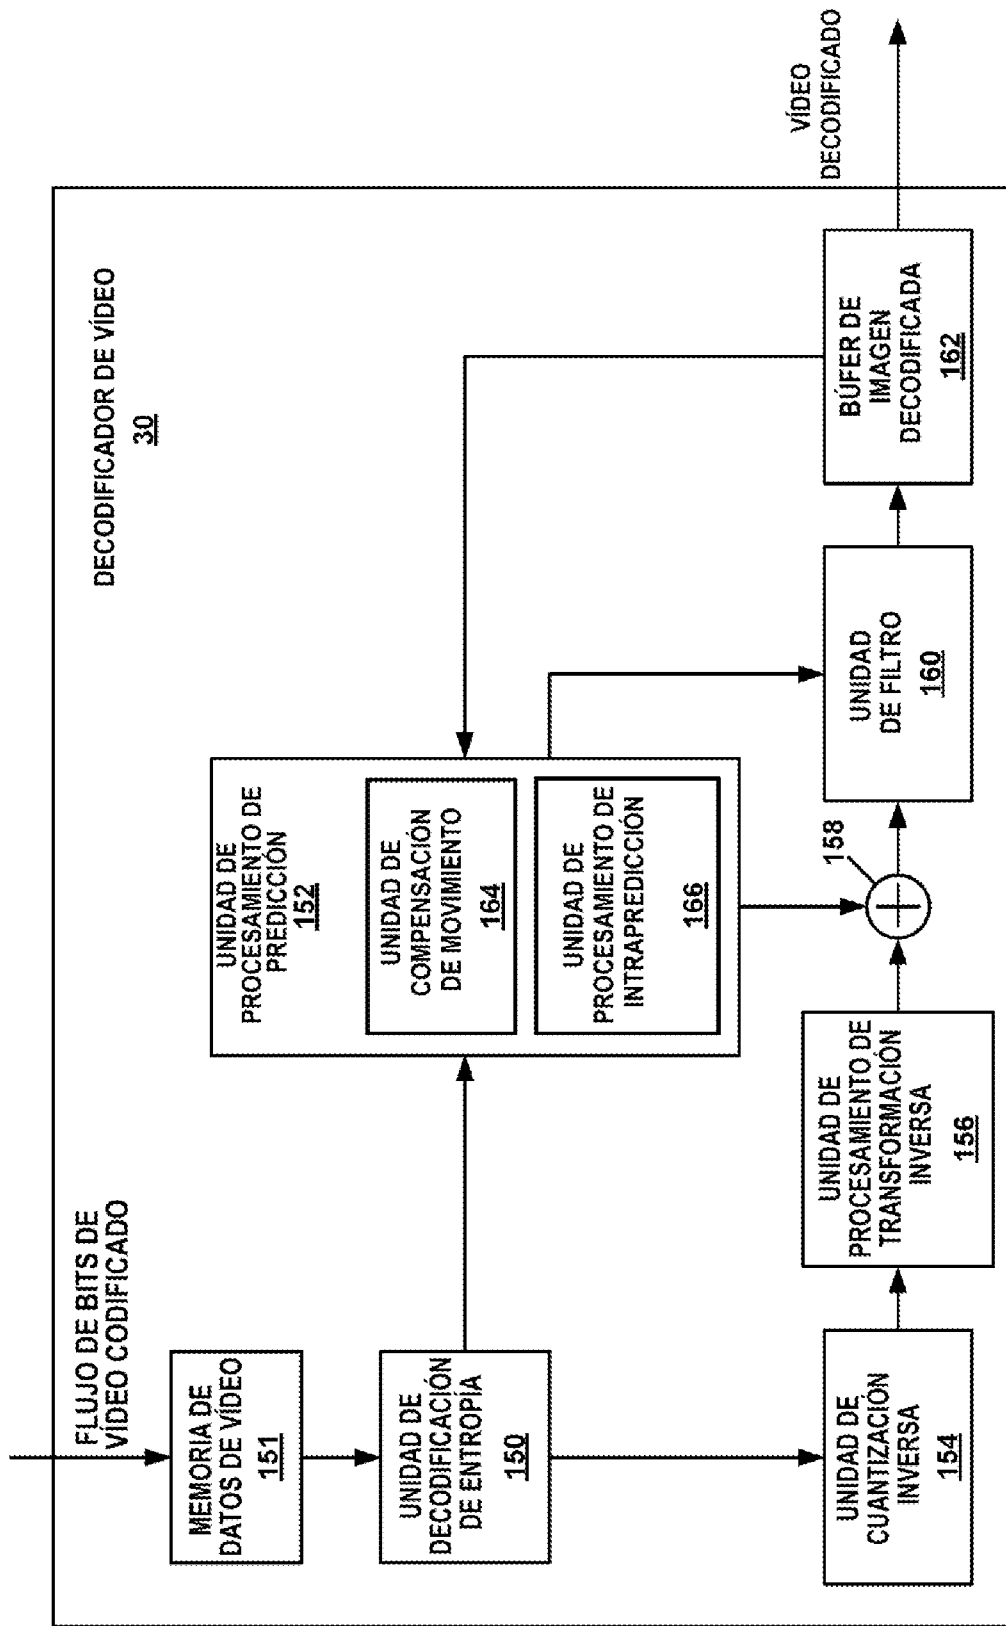 DECODIFICADOR DE VÍDEO
30
FLUJO DE BITS DE
VÍDEO CODIFICADO
MEMORIA DE
DATOS DE VÍDEO
151
UNIDAD DE
DECODIFICACIÓN
DE ENTROPÍA
150
UNIDAD DE
PROCESAMIENTO DE
PREDICCIÓN
152
UNIDAD DE
COMPENSACIÓN
DE MOVIMIENTO
164
UNIDAD DE
PROCESAMIENTO DE
INTRAPREDICCIÓN
166
UNIDAD DE
CUANTIZACIÓN
INVERSA
154
UNIDAD DE
PROCESAMIENTO DE
TRANSFORMACIÓN
INVERSA
156
158
UNIDAD
DE FILTRO
160
BÚFER DE
IMAGEN
DECODIFICADA
162
VÍDEO
DECODIFICADO